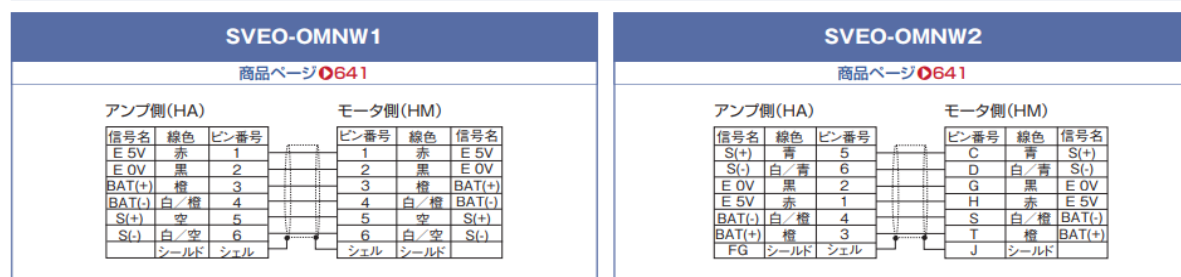 SVEO-OMNW1
商品ページ 641
アンプ側(HA) モータ側(HM)
信号名 線色 ピン番号 ピン番号 線色 信号名
E 5V 赤 1 1 赤 E 5V
E 0V 黒 2 2 黒 E 0V
BAT(+) 橙 3 3 橙 BAT(+)
BAT(-) 白/橙 4 4 白/橙 BAT(-)
S(+) 空 5 5 空 S(+)
S(-) 白/空 6 6 白/空 S(-)
シールド シェル シェル シールド
SVEO-OMNW2
商品ページ 641
アンプ側(HA) モータ側(HM)
信号名 線色 ピン番号 ピン番号 線色 信号名
S(+) 青 5 C 青 S(+)
S(-) 白/青 6 D 白/青 S(-)
E 0V 黒 2 G 黒 E 0V
E 5V 赤 1 H 赤 E 5V
BAT(-) 白/橙 4 S 白/橙 BAT(-)
BAT(+) 橙 3 T 橙 BAT(+)
FG シールド シェル J シールド